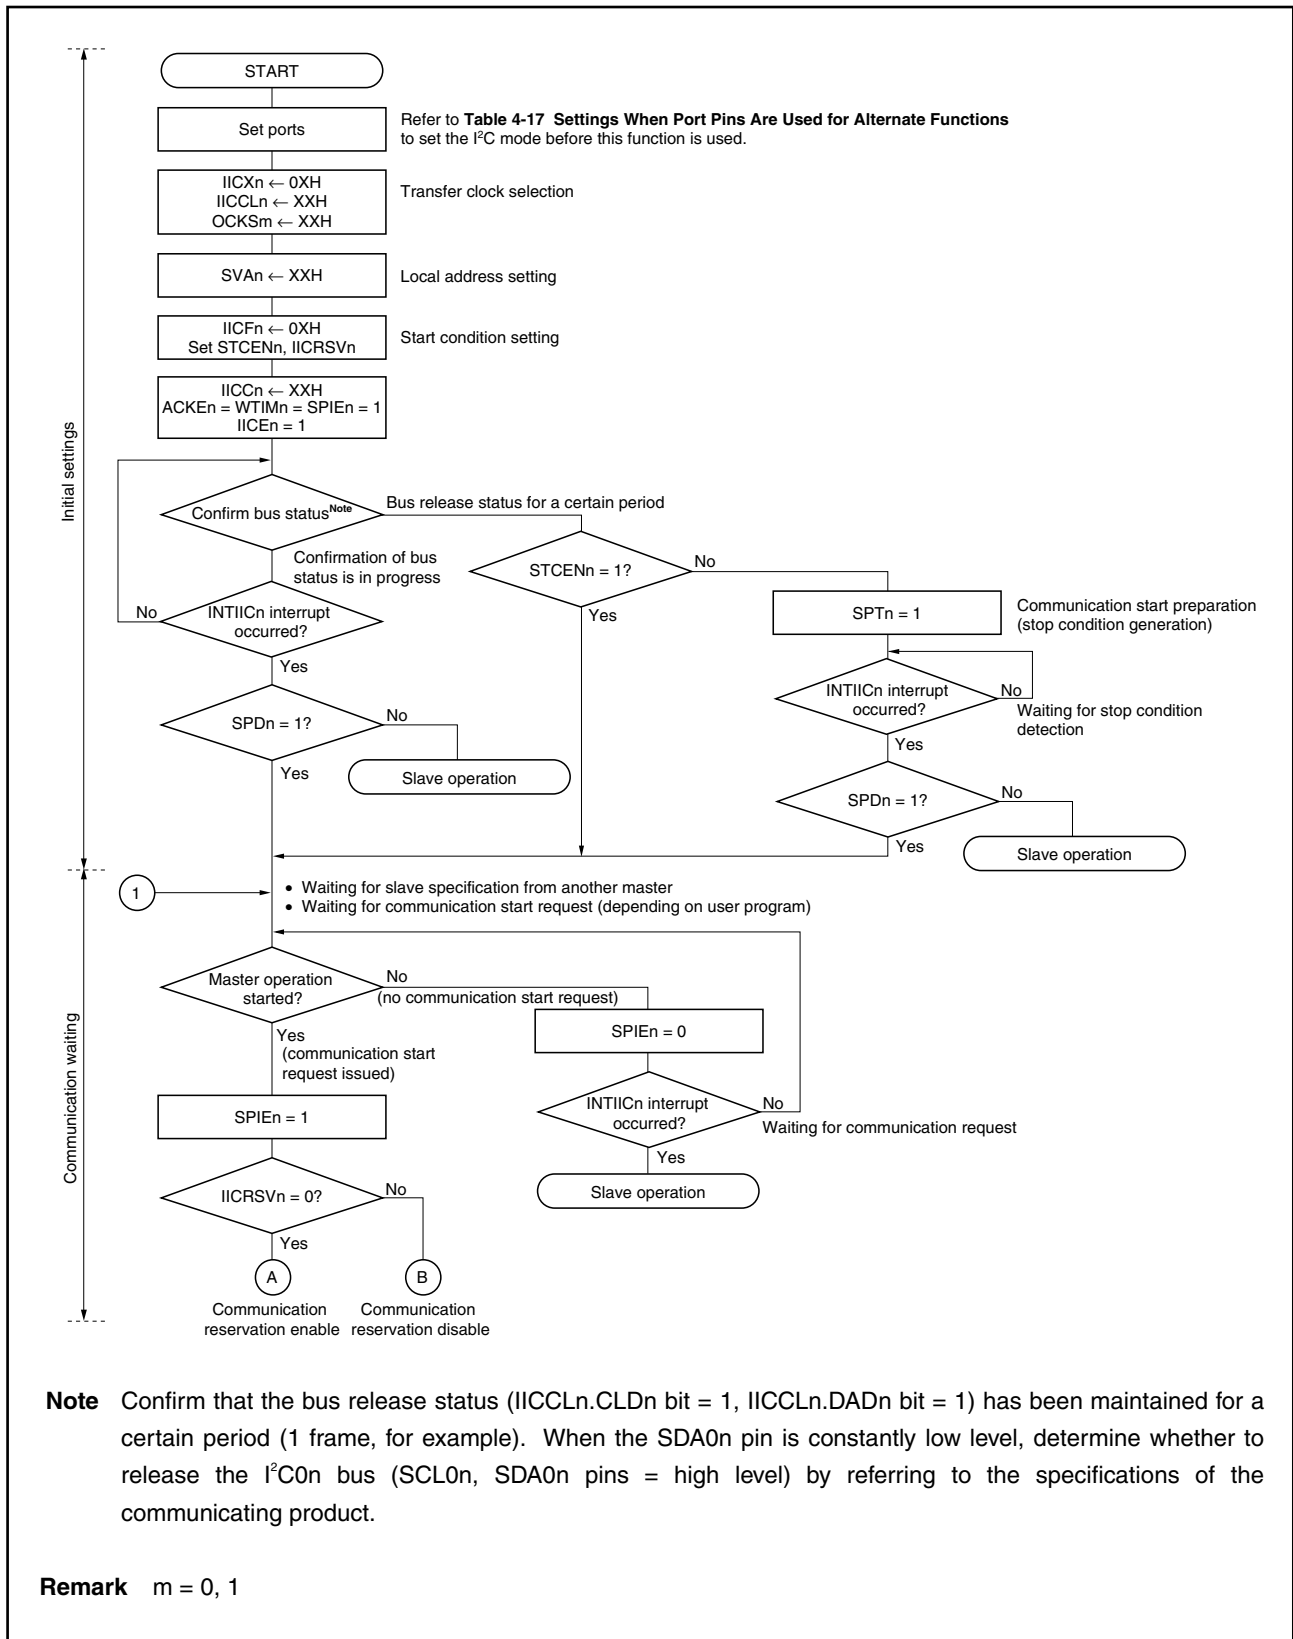 START
Set ports
Refer to Table 4-17 Settings When Port Pins Are Used for Alternate Functions
to set the I²C mode before this function is used.
IICXn ← 0XH
IICCLn ← XXH
OCKSm ← XXH
Transfer clock selection
SVAn ← XXH
Local address setting
IICFn ← 0XH
Set STCENn, IICRSVn
Start condition setting
IICCn ← XXH
ACKEn = WTIMn = SPIEn = 1
IICEn = 1
Initial settings
Confirm bus statusNote
Bus release status for a certain period
Confirmation of bus
status is in progress
STCENn = 1?
No
Yes
SPTn = 1
Communication start preparation
(stop condition generation)
INTIICn interrupt
occurred?
No
Yes
INTIICn interrupt
occurred?
No
Waiting for stop condition
detection
Yes
SPDn = 1?
No
Yes
Slave operation
SPDn = 1?
No
Yes
Slave operation
Communication waiting
1
• Waiting for slave specification from another master
• Waiting for communication start request (depending on user program)
Master operation
started?
No
(no communication start request)
Yes
(communication start
request issued)
SPIEn = 0
SPIEn = 1
INTIICn interrupt
occurred?
No
Waiting for communication request
Yes
Slave operation
IICRSVn = 0?
No
Yes
A
B
Communication
reservation enable
Communication
reservation disable
Note Confirm that the bus release status (IICCLn.CLDn bit = 1, IICCLn.DADn bit = 1) has been maintained for a
certain period (1 frame, for example). When the SDA0n pin is constantly low level, determine whether to
release the I²C0n bus (SCL0n, SDA0n pins = high level) by referring to the specifications of the
communicating product.
Remark m = 0, 1